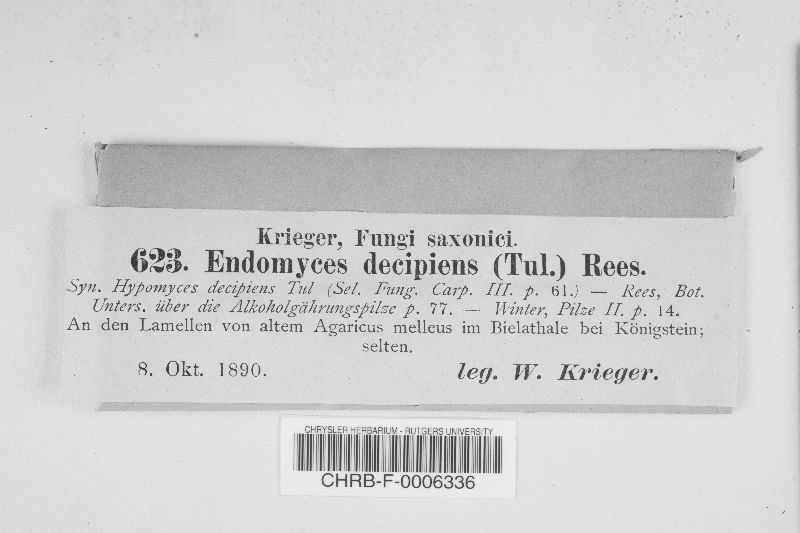 Krieger, Fungi saxonici.
623. Endomyces decipiens (Tul.) Rees.
Syn. Hypomyces decipiens Tul (Sel. Fung. Carp. III. p. 61.) — Rees, Bot.
Unters. über die Alkoholgährungspilze p. 77. — Winter, Pilze II. p. 14.
An den Lamellen von altem Agaricus melleus im Bielathale bei Königstein;
selten.
8. Okt. 1890. leg. W. Krieger.
CHRYSLER HERBARIUM - RUTGERS UNIVERSITY
CHRB-F-0006336